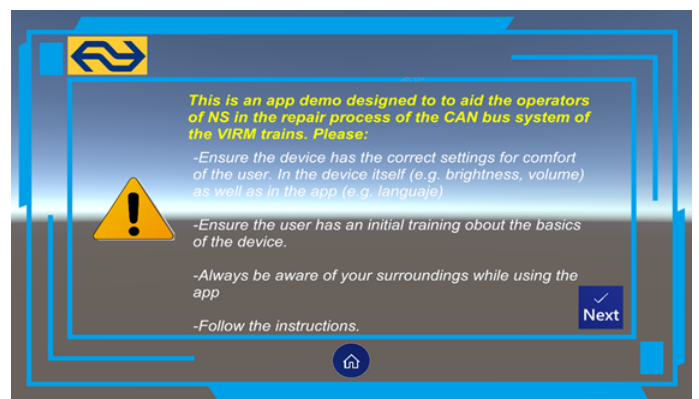 This is an app demo designed to to aid the operators
of NS in the repair process of the CAN bus system of
the VIRM trains. Please:
-Ensure the device has the correct settings for comfort
of the user. In the device itself (e.g. brightness, volume)
as well as in the app (e.g. languaje)
-Ensure the user has an initial training obout the basics
of the device.
-Always be aware of your surroundings while using the
app
-Follow the instructions.
Next